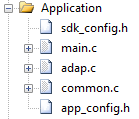 Application
sdk_config.h
main.c
adap.c
common.c
app_config.h